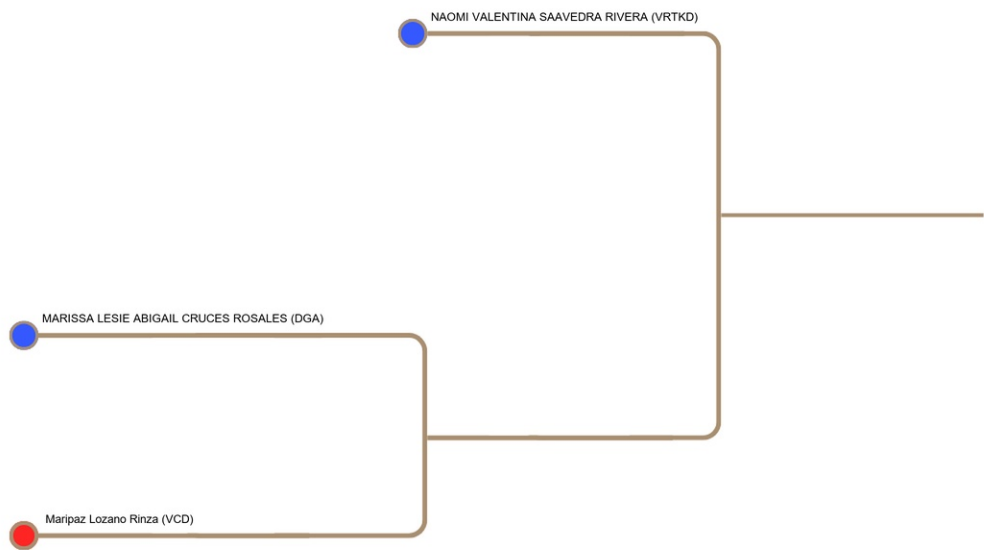 NAOMI VALENTINA SAAVEDRA RIVERA (VRTKD)
MARISSA LESIE ABIGAIL CRUCES ROSALES (DGA)
Maripaz Lozano Rinza (VCD)